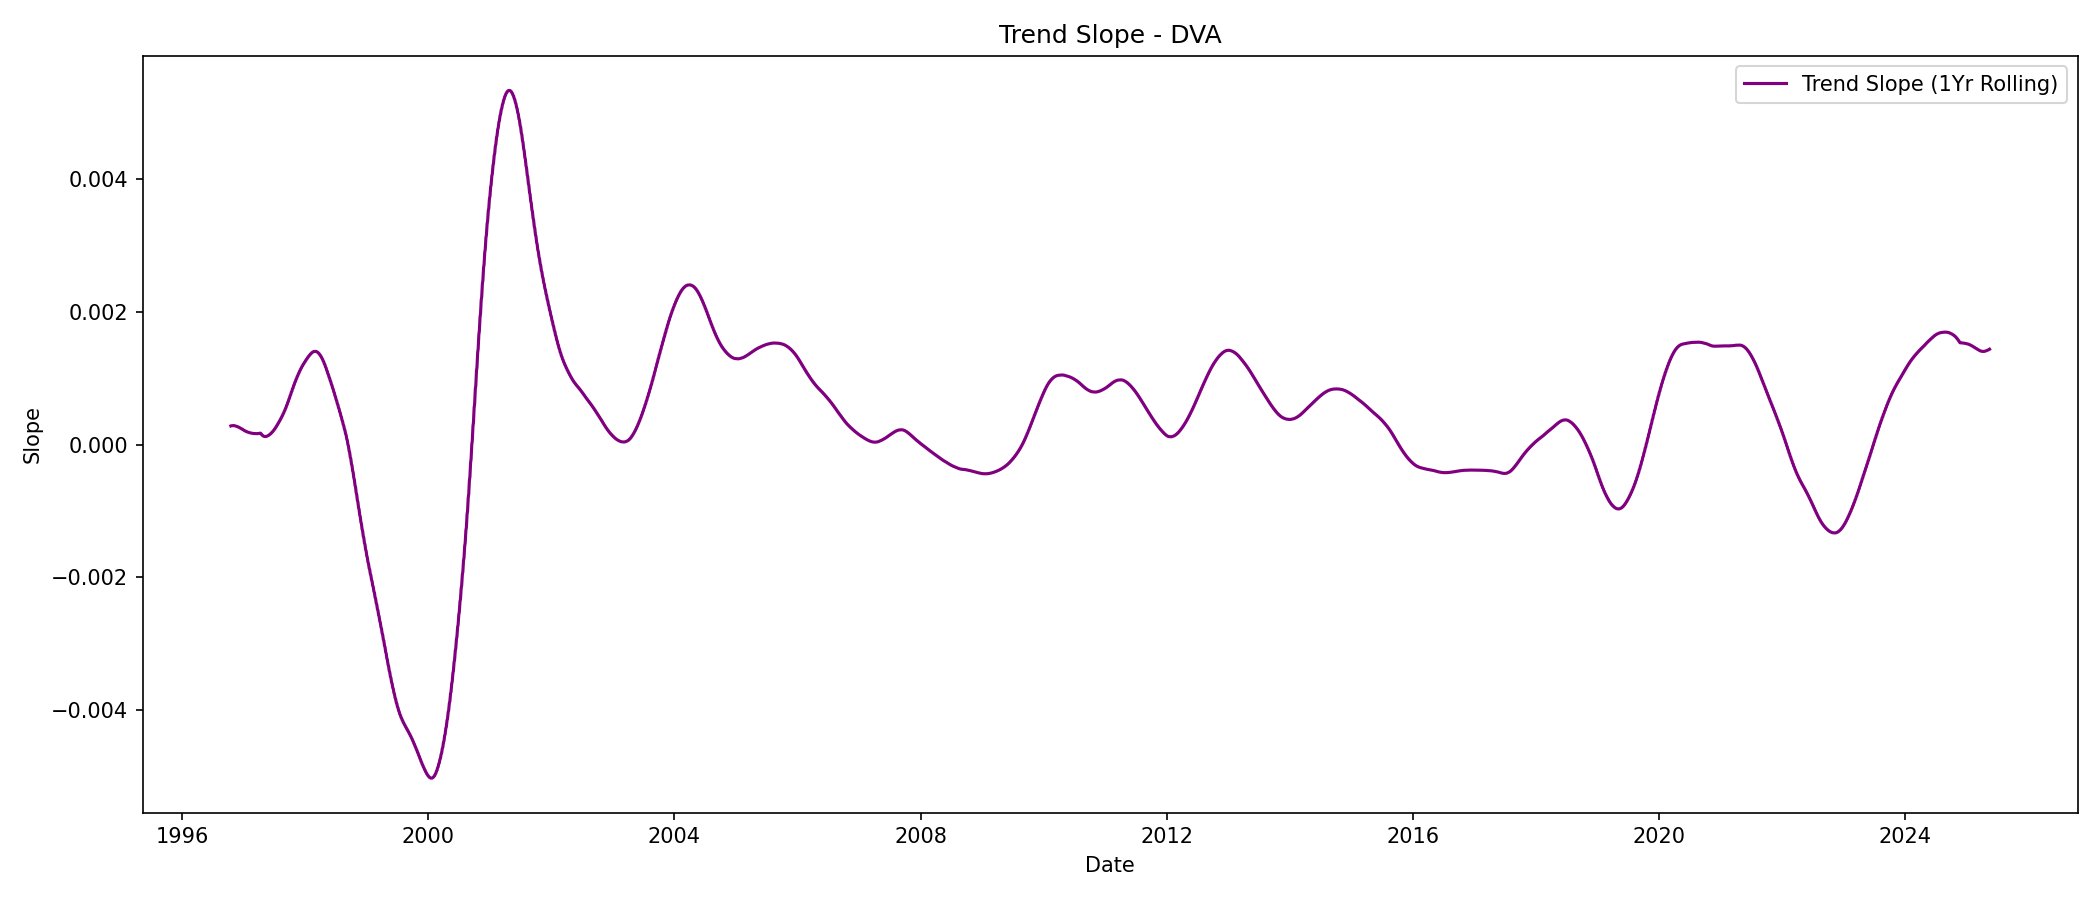 Trend Slope - DVA
Trend Slope (1Yr Rolling)
Slope
0.004
0.002
0.000
−0.002
−0.004
1996 2000 2004 2008 2012 2016 2020 2024
Date